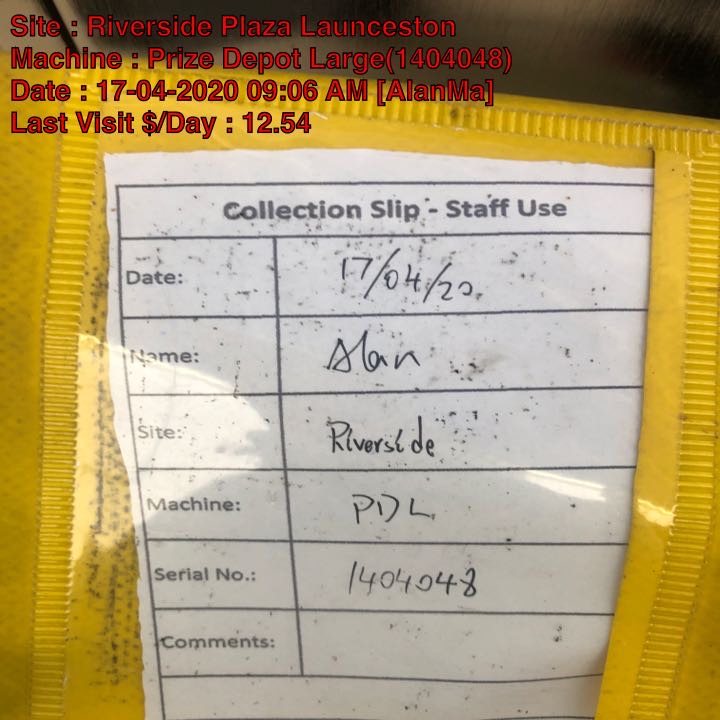 Site : Riverside Plaza Launceston
Machine : Prize Depot Large(1404048)
Date : 17-04-2020 09:06 AM [AlanMa]
Last Visit $/Day : 12.54
Collection Slip - Staff Use
Date: 17/04/20
Name: Alan
Site: Riverside
Machine: PDL
Serial No.: 1404048
Comments: